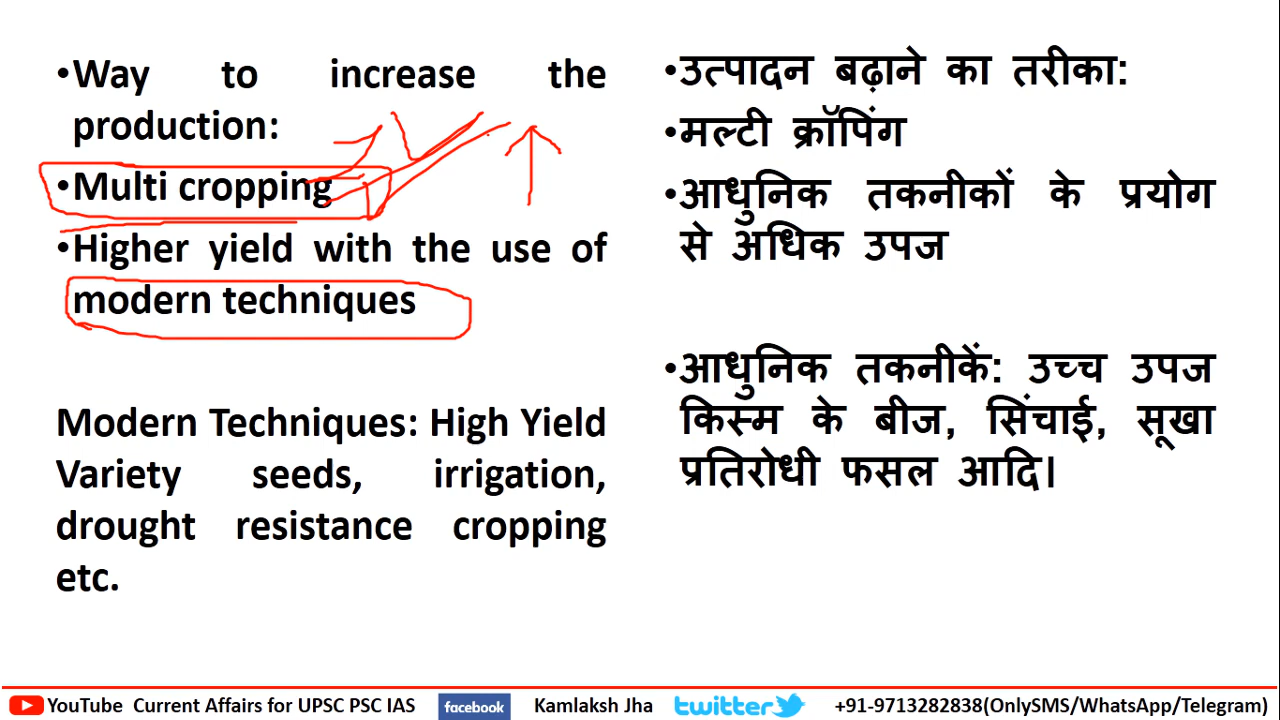 •Way to increase the
production:
•Multi cropping
•Higher yield with the use of
modern techniques
Modern Techniques: High Yield
Variety seeds, irrigation,
drought resistance cropping
etc.
•उत्पादन बढ़ाने का तरीका:
•मल्टी क्रॉपिंग
•आधुनिक तकनीकों के प्रयोग
से अधिक उपज
•आधुनिक तकनीकें: उच्च उपज
किस्म के बीज, सिंचाई, सूखा
प्रतिरोधी फसल आदि।
YouTube Current Affairs for UPSC PSC IAS facebook Kamlaksh Jha twitter +91-9713282838(OnlySMS/WhatsApp/Telegram)